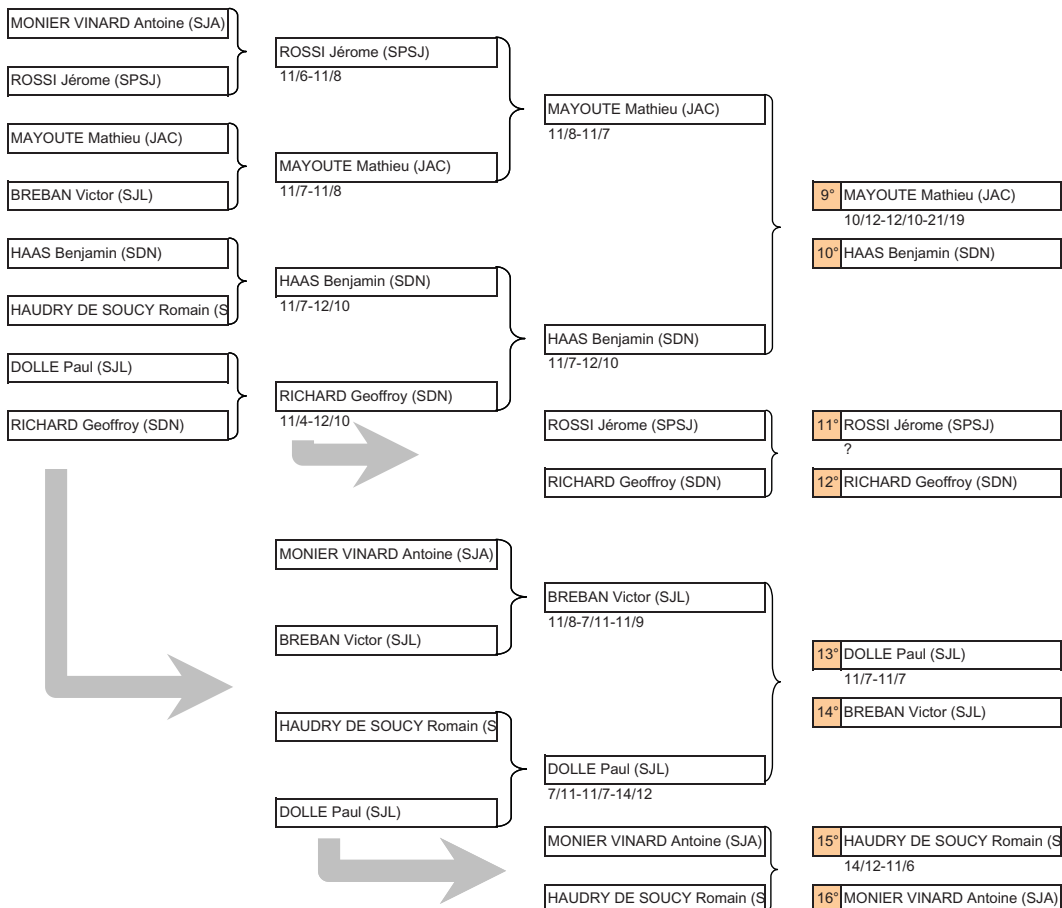 MONIER VINARD Antoine (SJA)
ROSSI Jérome (SPSJ)
MAYOUTE Mathieu (JAC)
BREBAN Victor (SJL)
HAAS Benjamin (SDN)
HAUDRY DE SOUCY Romain (S
DOLLE Paul (SJL)
RICHARD Geoffroy (SDN)
ROSSI Jérome (SPSJ)
11/6-11/8
MAYOUTE Mathieu (JAC)
11/7-11/8
HAAS Benjamin (SDN)
11/7-12/10
RICHARD Geoffroy (SDN)
11/4-12/10
MAYOUTE Mathieu (JAC)
11/8-11/7
HAAS Benjamin (SDN)
11/7-12/10
9° MAYOUTE Mathieu (JAC)
10/12-12/10-21/19
10° HAAS Benjamin (SDN)
ROSSI Jérome (SPSJ)
RICHARD Geoffroy (SDN)
11° ROSSI Jérome (SPSJ)
?
12° RICHARD Geoffroy (SDN)
MONIER VINARD Antoine (SJA)
BREBAN Victor (SJL)
HAUDRY DE SOUCY Romain (S
DOLLE Paul (SJL)
BREBAN Victor (SJL)
11/8-7/11-11/9
DOLLE Paul (SJL)
7/11-11/7-14/12
13° DOLLE Paul (SJL)
11/7-11/7
14° BREBAN Victor (SJL)
MONIER VINARD Antoine (SJA)
HAUDRY DE SOUCY Romain (S
15° HAUDRY DE SOUCY Romain (S
14/12-11/6
16° MONIER VINARD Antoine (SJA)